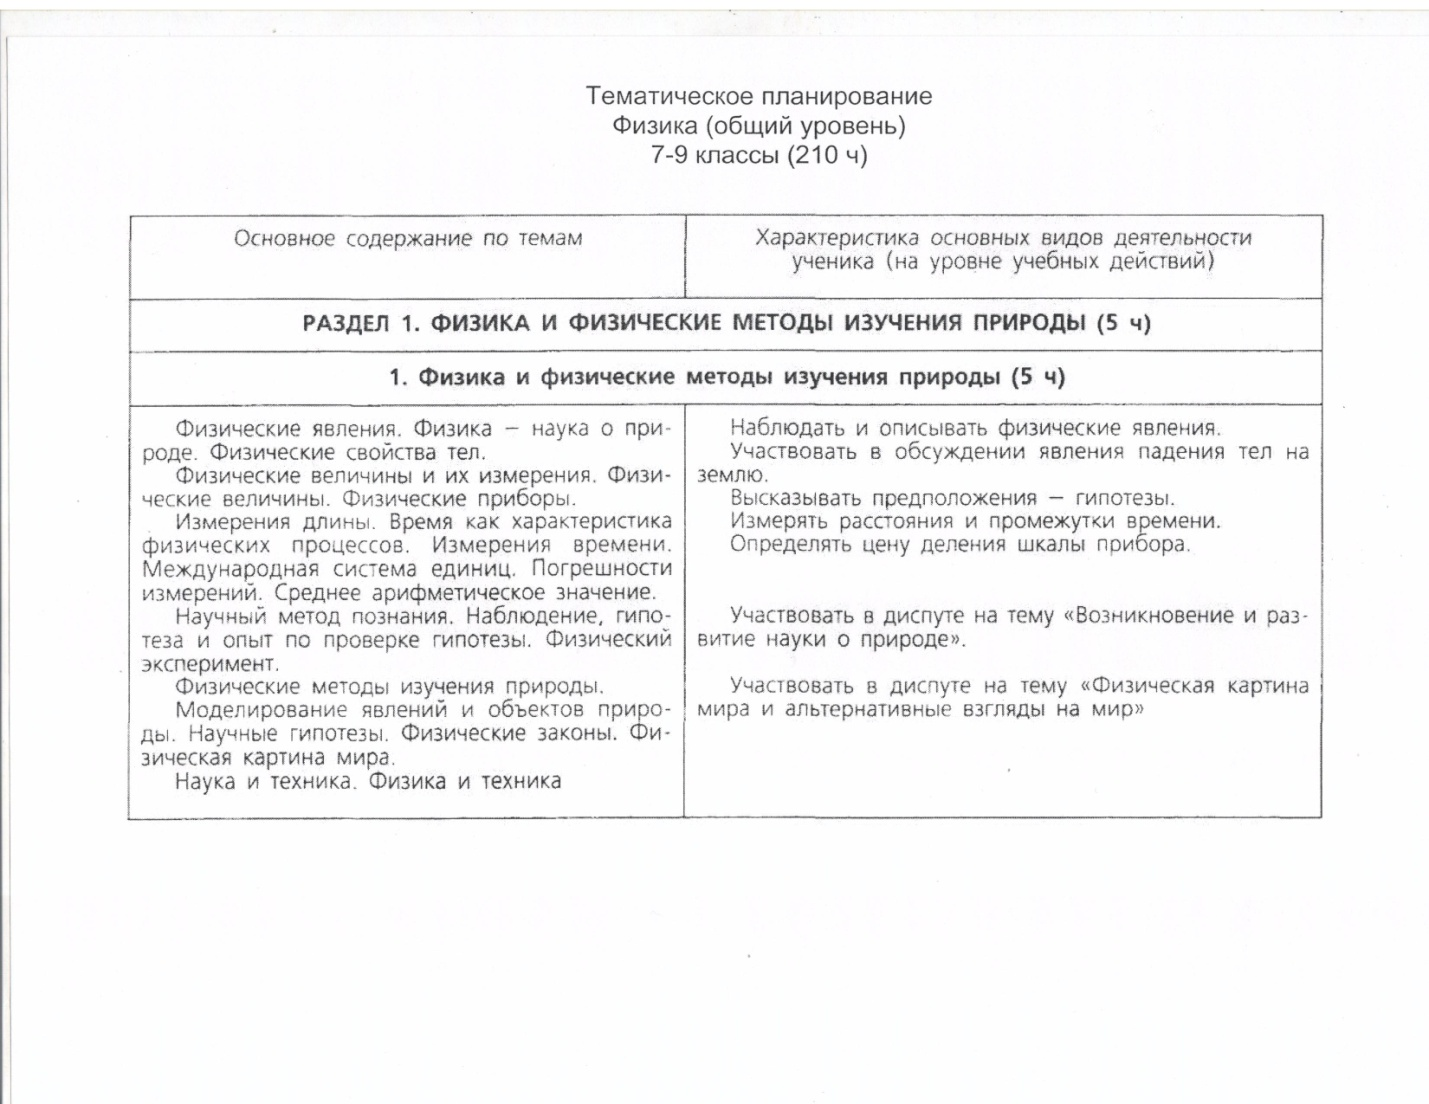 Тематическое планирование
Физика (общий уровень)
7-9 классы (210 ч)
Основное содержание по темам
Характеристика основных видов деятельности
ученика (на уровне учебных действий)
РАЗДЕЛ 1. ФИЗИКА И ФИЗИЧЕСКИЕ МЕТОДЫ ИЗУЧЕНИЯ ПРИРОДЫ (5 ч)
1. Физика и физические методы изучения природы (5 ч)
Физические явления. Физика — наука о при-
роде. Физические свойства тел.
Физические величины и их измерения. Физи-
ческие величины. Физические приборы.
Измерения длины. Время как характеристика
физических процессов. Измерения времени.
Международная система единиц. Погрешности
измерений. Среднее арифметическое значение.
Научный метод познания. Наблюдение, гипо-
теза и опыт по проверке гипотезы. Физический
эксперимент.
Физические методы изучения природы.
Моделирование явлений и объектов приро-
ды. Научные гипотезы. Физические законы. Фи-
зическая картина мира.
Наука и техника. Физика и техника
Наблюдать и описывать физические явления.
Участвовать в обсуждении явления падения тел на
землю.
Высказывать предположения — гипотезы.
Измерять расстояния и промежутки времени.
Определять цену деления шкалы прибора.
Участвовать в диспуте на тему «Возникновение и раз-
витие науки о природе».
Участвовать в диспуте на тему «Физическая картина
мира и альтернативные взгляды на мир»